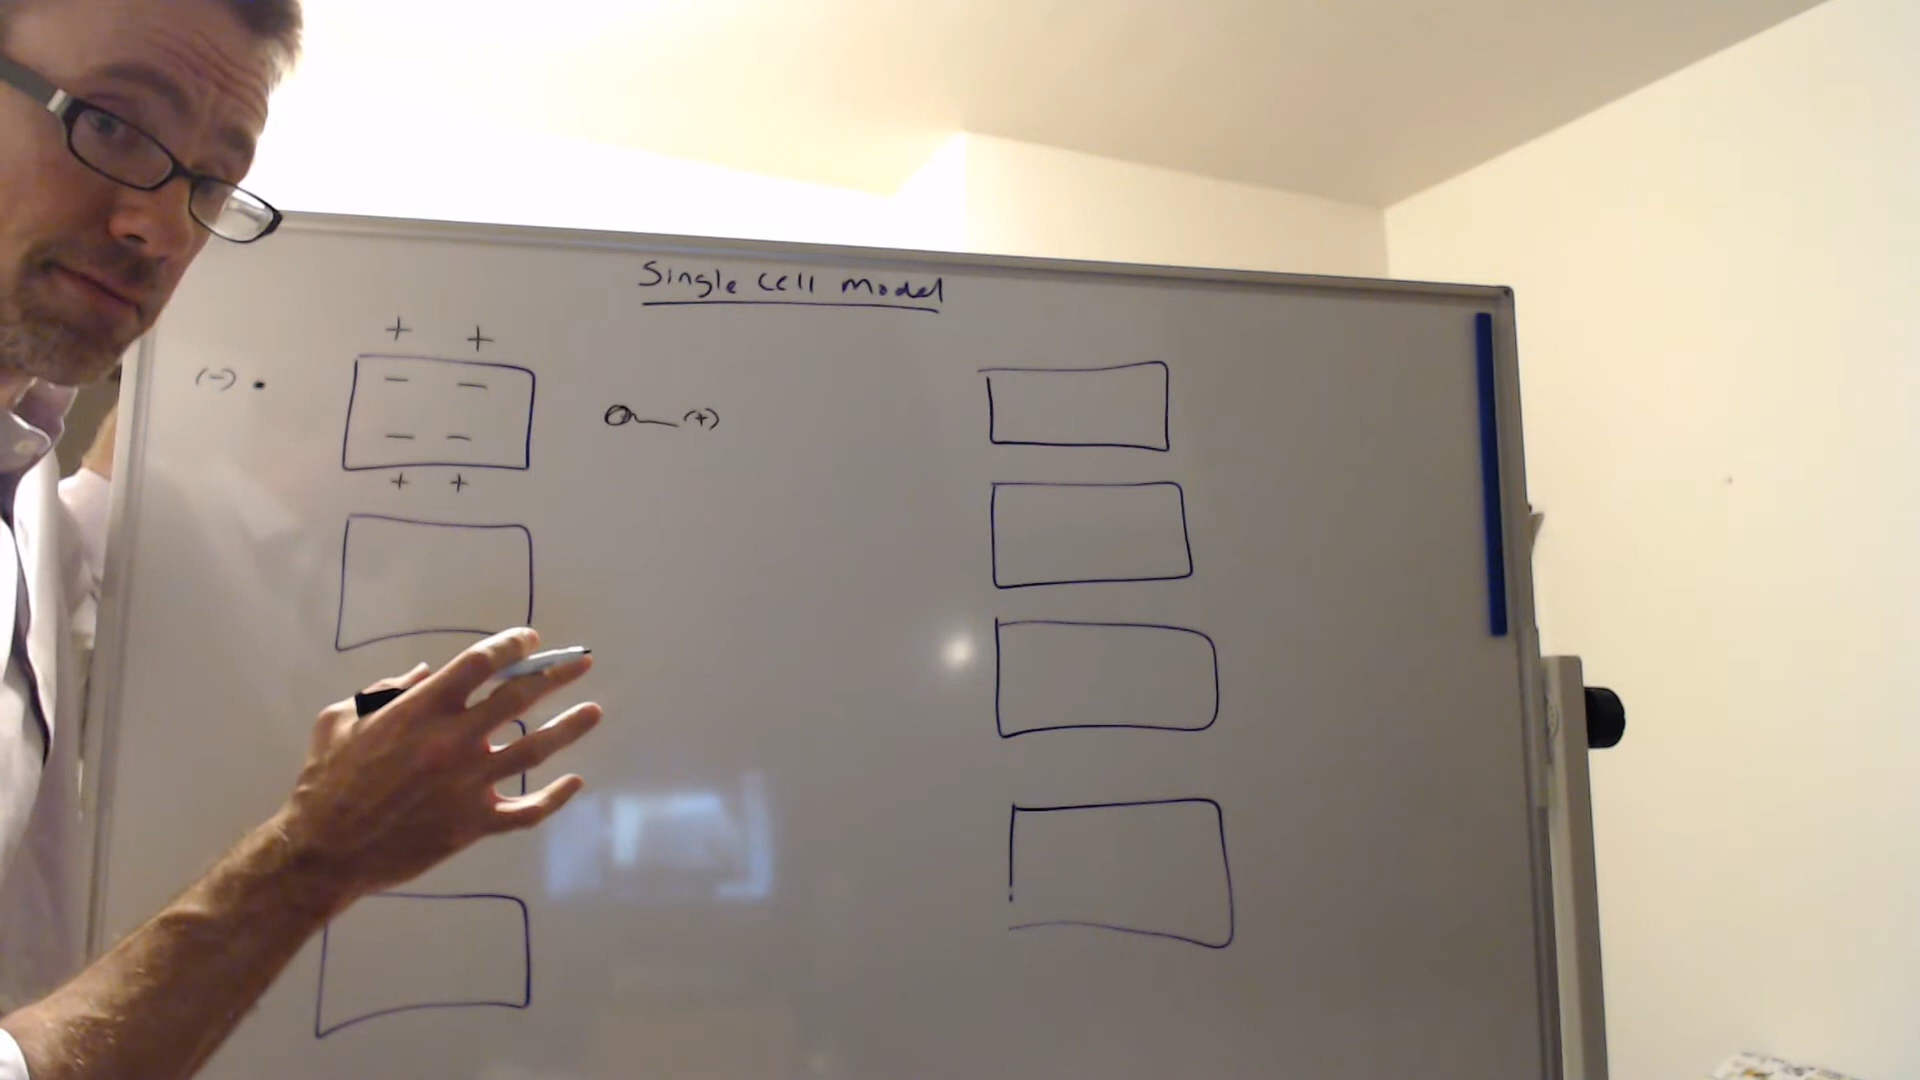 Single Cell Model
+ +
(-) • - -
(+)
- -
+ +